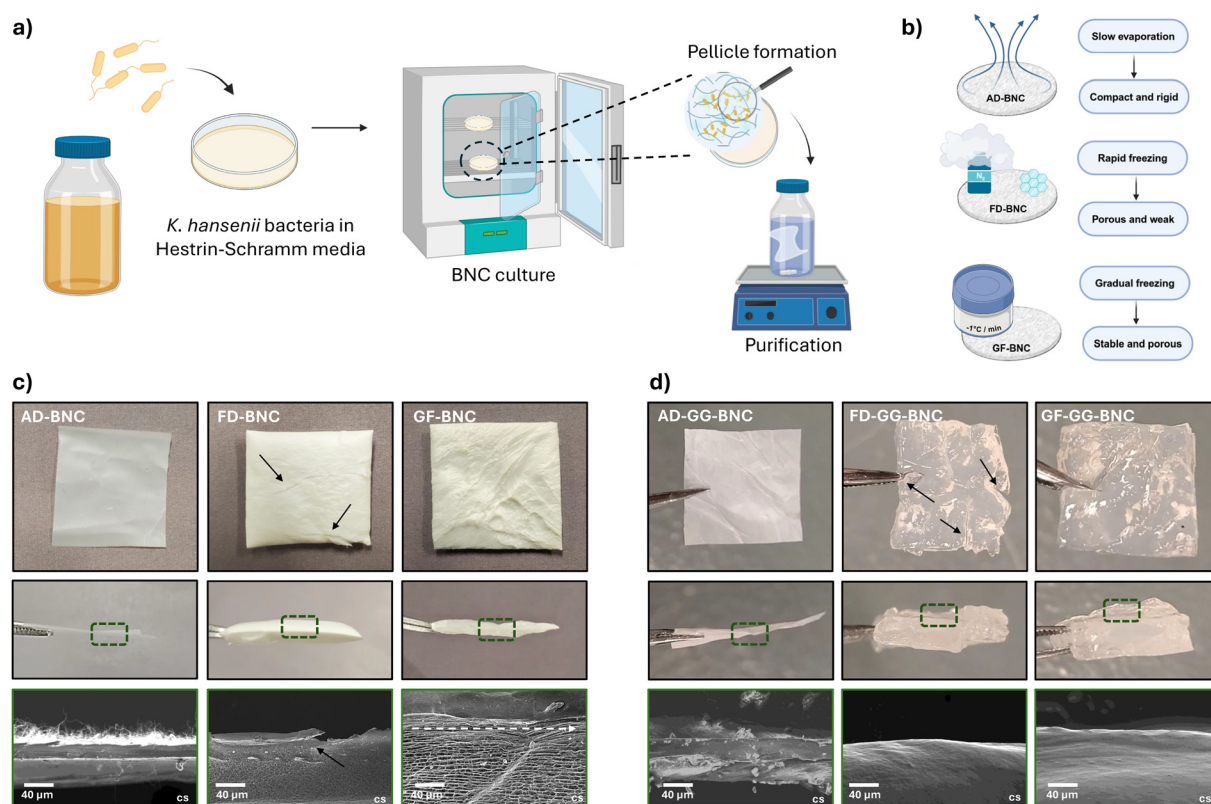 a)
K. hansenii bacteria in
Hestrin-Schramm media
BNC culture
Pellicle formation
Purification
b)
AD-BNC
Slow evaporation
Compact and rigid
N₂
FD-BNC
Rapid freezing
Porous and weak
-1°C / min
GF-BNC
Gradual freezing
Stable and porous
c)
AD-BNC
FD-BNC
GF-BNC
40 µm
cs
40 µm
cs
40 µm
cs
d)
AD-GG-BNC
FD-GG-BNC
GF-GG-BNC
40 µm
cs
40 µm
cs
40 µm
cs